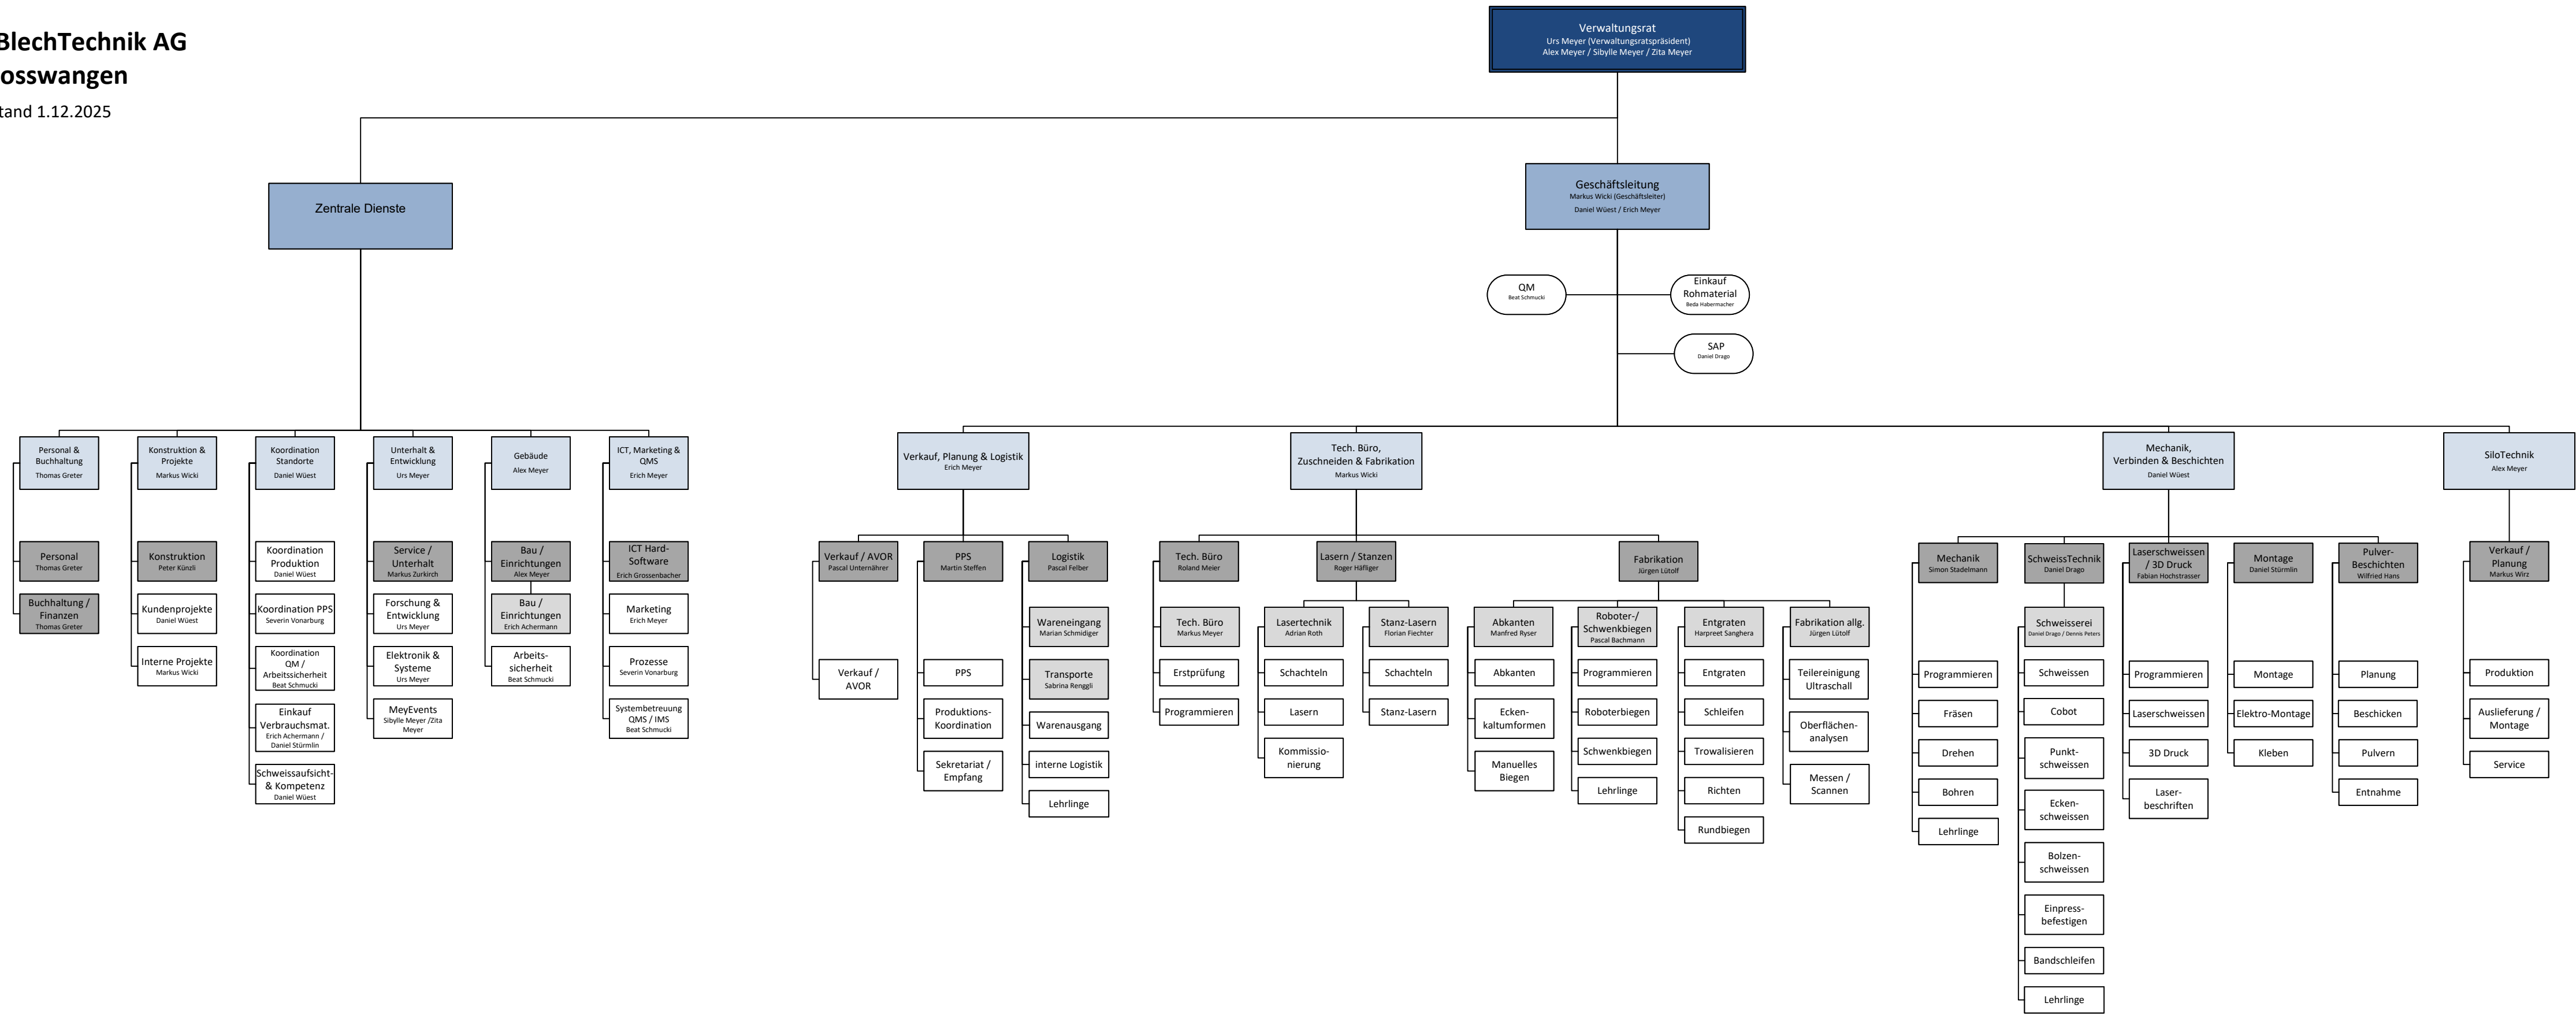 BlechTechnik AG
osswangen
tand 1.12.2025
Verwaltungsrat
Urs Meyer (Verwaltungsratspräsident)
Alex Meyer / Sibylle Meyer / Zita Meyer
Zentrale Dienste
Geschäftsleitung
Markus Wicki (Geschäftsleiter)
Daniel Wüest / Erich Meyer
QM
Beat Schmucki
Einkauf
Rohmaterial
Beda Habermacher
SAP
Daniel Drago
Personal &
Buchhaltung
Thomas Greter
Personal
Thomas Greter
Buchhaltung /
Finanzen
Thomas Greter
Konstruktion &
Projekte
Markus Wicki
Konstruktion
Peter Künzli
Kundenprojekte
Daniel Wüest
Interne Projekte
Markus Wicki
Koordination
Standorte
Daniel Wüest
Koordination
Produktion
Daniel Wüest
Koordination PPS
Severin Vonarburg
Koordination
QM /
Arbeitssicherheit
Beat Schmucki
Einkauf
Verbrauchsmat.
Erich Achermann /
Daniel Stürmlin
Schweissaufsicht-
& Kompetenz
Daniel Wüest
Unterhalt &
Entwicklung
Urs Meyer
Service /
Unterhalt
Markus Zurkirch
Forschung &
Entwicklung
Urs Meyer
Elektronik &
Systeme
Urs Meyer
MeyEvents
Sibylle Meyer /Zita
Meyer
Gebäude
Alex Meyer
Bau /
Einrichtungen
Alex Meyer
Bau /
Einrichtungen
Erich Achermann
Arbeits-
sicherheit
Beat Schmucki
ICT, Marketing &
QMS
Erich Meyer
ICT Hard-
Software
Erich Grossenbacher
Marketing
Erich Meyer
Prozesse
Severin Vonarburg
Systembetreuung
QMS / IMS
Beat Schmucki
Verkauf, Planung & Logistik
Erich Meyer
Verkauf / AVOR
Pascal Unternährer
Verkauf /
AVOR
PPS
Martin Steffen
PPS
Produktions-
Koordination
Sekretariat /
Empfang
Logistik
Pascal Felber
Wareneingang
Marian Schmidiger
Transporte
Sabrina Renggli
Warenausgang
interne Logistik
Lehrlinge
Tech. Büro,
Zuschneiden & Fabrikation
Markus Wicki
Tech. Büro
Roland Meier
Tech. Büro
Markus Meyer
Erstprüfung
Programmieren
Lasern / Stanzen
Roger Häfliger
Lasertechnik
Adrian Roth
Schachteln
Lasern
Kommissio-
nierung
Stanz-Lasern
Florian Fiechter
Schachteln
Stanz-Lasern
Fabrikation
Jürgen Lütolf
Abkanten
Manfred Ryser
Abkanten
Ecken-
kaltumformen
Manuelles
Biegen
Roboter-/
Schwenkbiegen
Pascal Bachmann
Programmieren
Roboterbiegen
Schwenkbiegen
Lehrlinge
Entgraten
Harpreet Sanghera
Entgraten
Schleifen
Trowalisieren
Richten
Rundbiegen
Fabrikation allg.
Jürgen Lütolf
Teilereinigung
Ultraschall
Oberflächen-
analysen
Messen /
Scannen
Mechanik,
Verbinden & Beschichten
Daniel Wüest
Mechanik
Simon Stadelmann
Programmieren
Fräsen
Drehen
Bohren
Lehrlinge
SchweissTechnik
Daniel Drago
Schweisserei
Daniel Drago / Dennis Peters
Schweissen
Cobot
Punkt-
schweissen
Ecken-
schweissen
Bolzen-
schweissen
Einpress-
befestigen
Bandschleifen
Lehrlinge
Laserschweissen
/ 3D Druck
Fabian Hochstrasser
Programmieren
Laserschweissen
3D Druck
Laser-
beschriften
Montage
Daniel Stürmlin
Montage
Elektro-Montage
Kleben
Pulver-
Beschichten
Wilfried Hans
Planung
Beschicken
Pulvern
Entnahme
SiloTechnik
Alex Meyer
Verkauf /
Planung
Markus Wirz
Produktion
Auslieferung /
Montage
Service